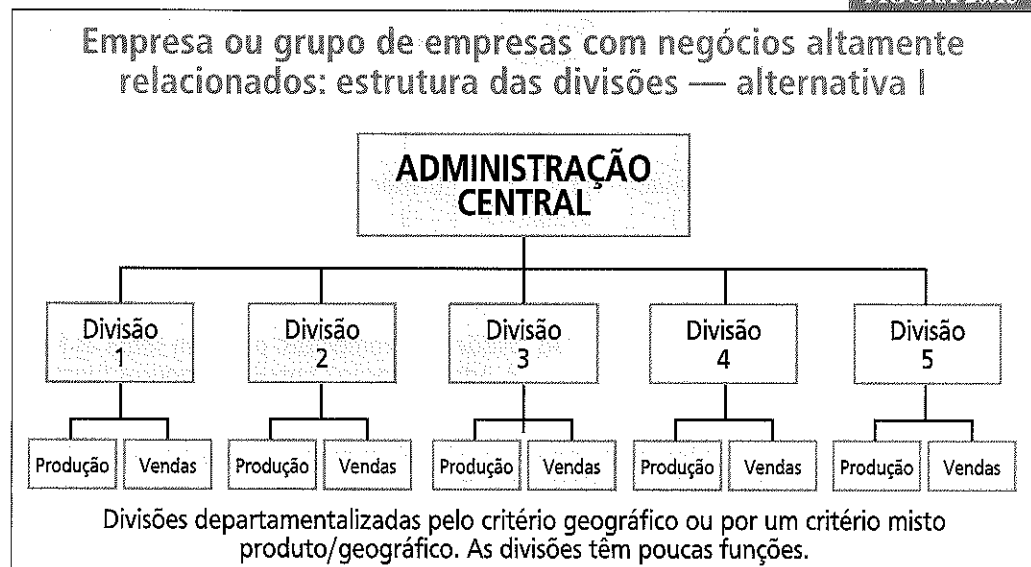 Empresa ou grupo de empresas com negócios altamente
relacionados: estrutura das divisões — alternativa I
ADMINISTRAÇÃO
CENTRAL
Divisão
1
Divisão
2
Divisão
3
Divisão
4
Divisão
5
Produção
Vendas
Produção
Vendas
Produção
Vendas
Produção
Vendas
Produção
Vendas
Divisões departamentalizadas pelo critério geográfico ou por um critério misto
produto/geográfico. As divisões têm poucas funções.